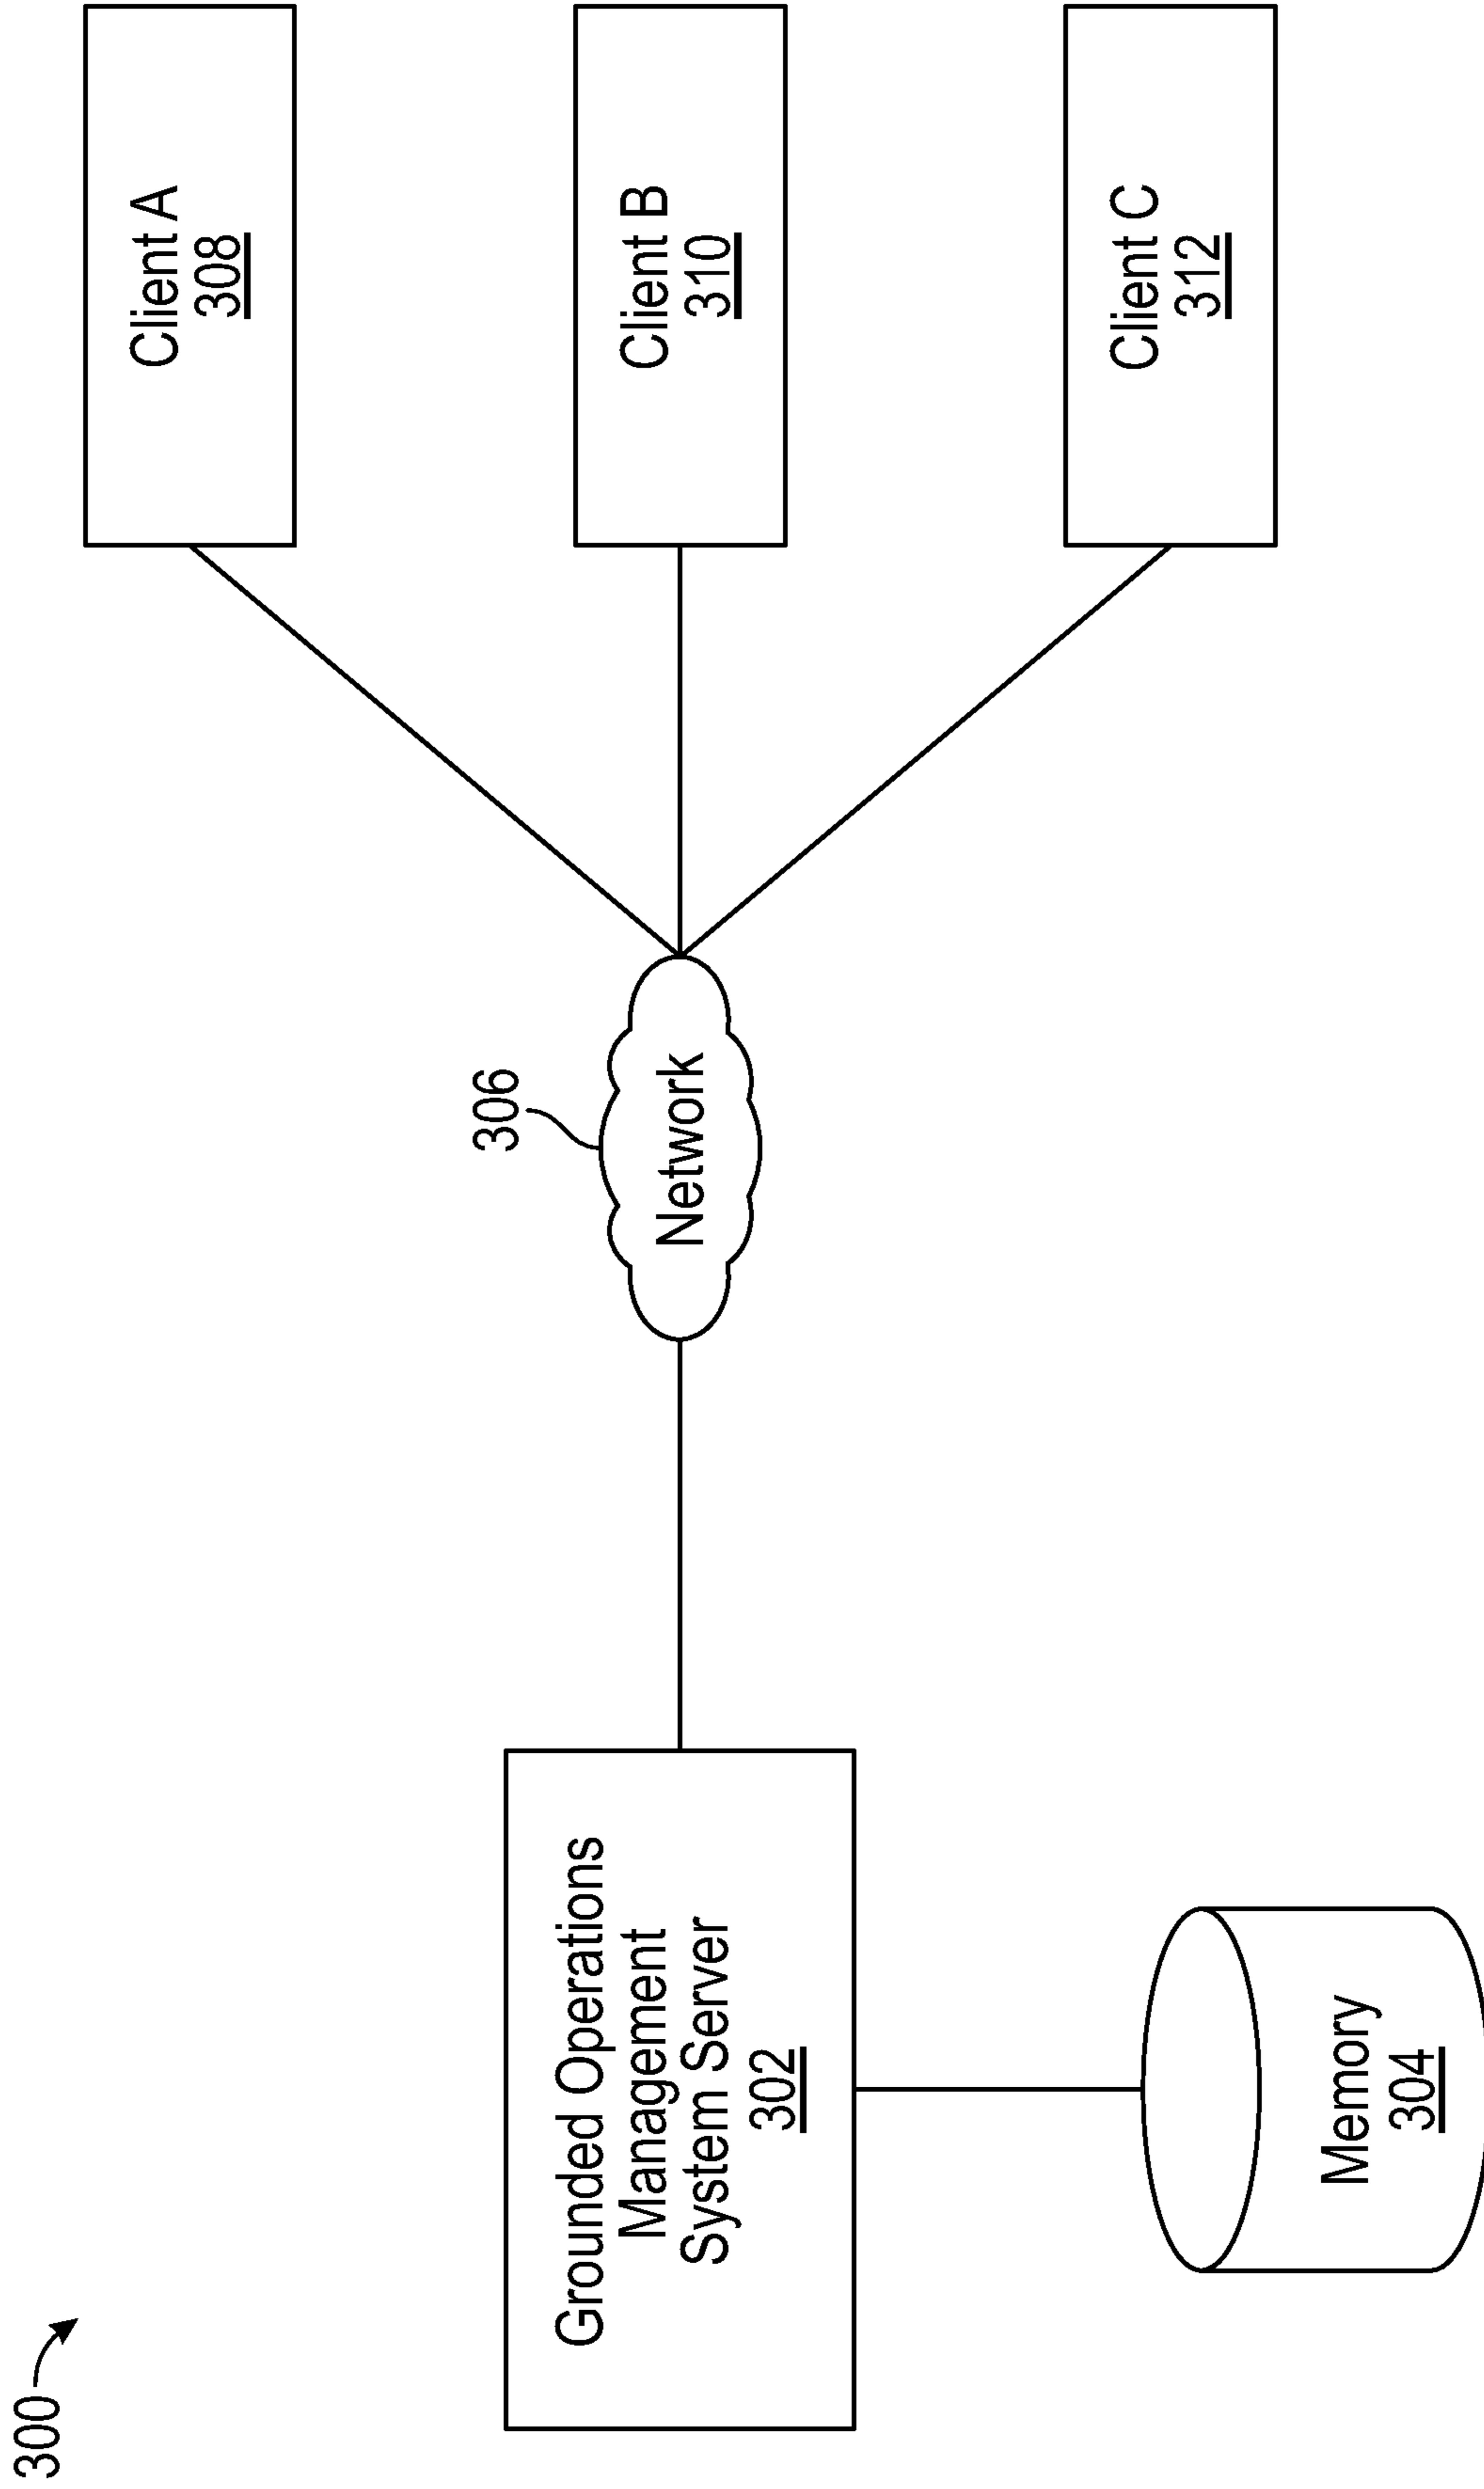 300
Grounded Operations
Management
System Server
302
Memory
304
306
Network
Client A
308
Client B
310
Client C
312